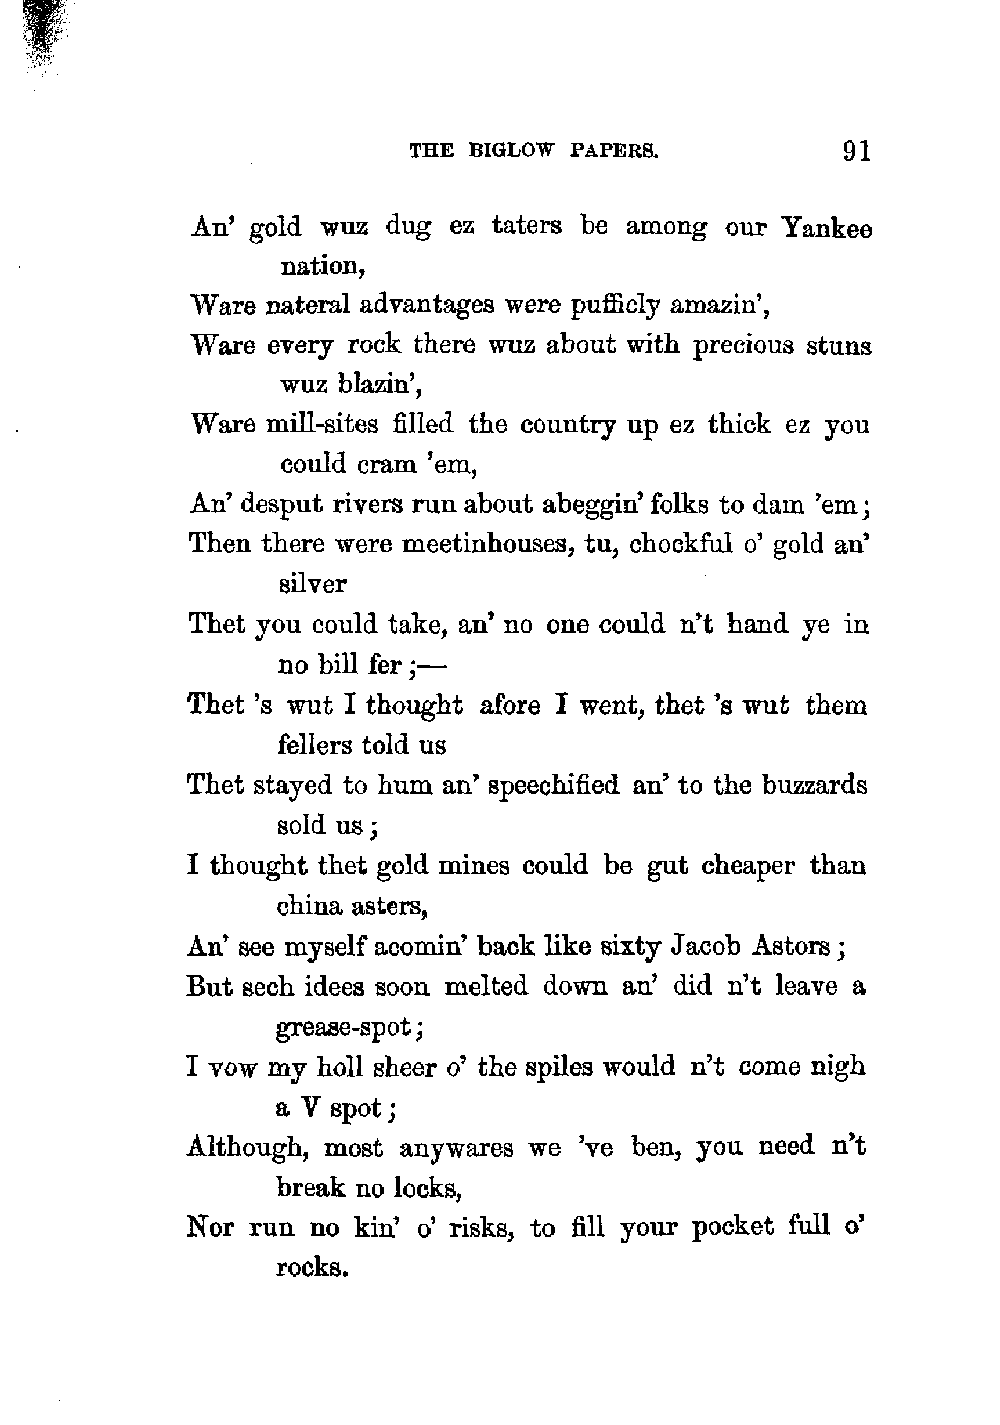 THE BIGLOW PAPERS. 91
An' gold wuz dug ez taters be among our Yankee
nation,
Ware nateral advantages were pufficly amazin',
Ware every rock there wuz about with precious stuns
wuz blazin',
Ware mill-sites filled the country up ez thick ez you
could cram 'em,
An' desput rivers run about abeggin' folks to dam 'em;
Then there were meetinhouses, tu, chockful o' gold an'
silver
Thet you could take, an' no one could n't hand ye in
no bill fer;—
Thet 's wut I thought afore I went, thet 's wut them
fellers told us
Thet stayed to hum an' speechified an' to the buzzards
sold us;
I thought thet gold mines could be gut cheaper than
china asters,
An' see myself acomin' back like sixty Jacob Astors;
But sech idees soon melted down an' did n't leave a
grease-spot;
I vow my holl sheer o' the spiles would n't come nigh
a V spot;
Although, most anywares we 've ben, you need n't
break no locks,
Nor run no kin' o' risks, to fill your pocket full o'
rocks.